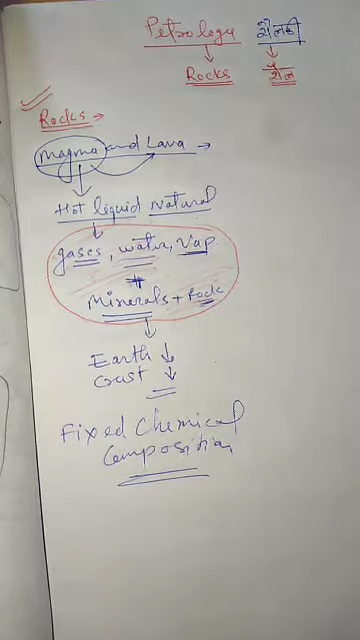 Petrology शैलकी
↓ ↓
Rocks शैल
Rocks →
Magma and Lava →
↓
Hot liquid Natural
↓
gases, water, Vap
+
Minerals + Rock
↓
Earth ↓
Crust ↓
Fixed Chemical
Composition